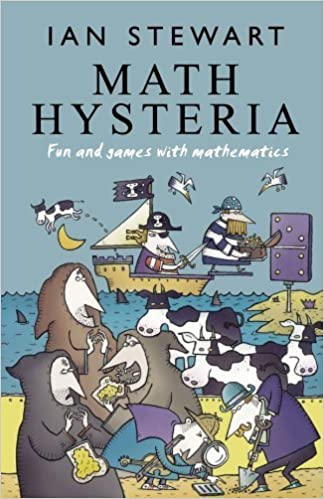 IAN STEWART
MATH
HYSTERIA
Fun and games with mathematics